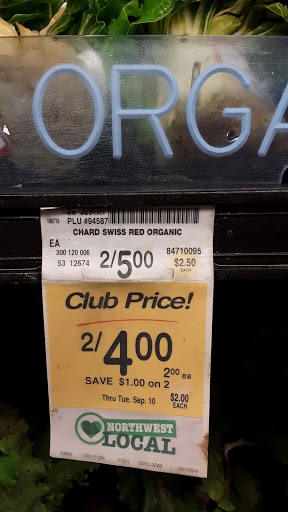 ORGA
PLU #94587
CHARD SWISS RED ORGANIC
EA
300 120 006
53 12674
2/5.00
84710095
$2.50
EACH
Club Price!
2/4.00
2.00 ea
SAVE $1.00 on 2
Thru Tue. Sep. 10
$2.00
EACH
NORTHWEST
LOCAL